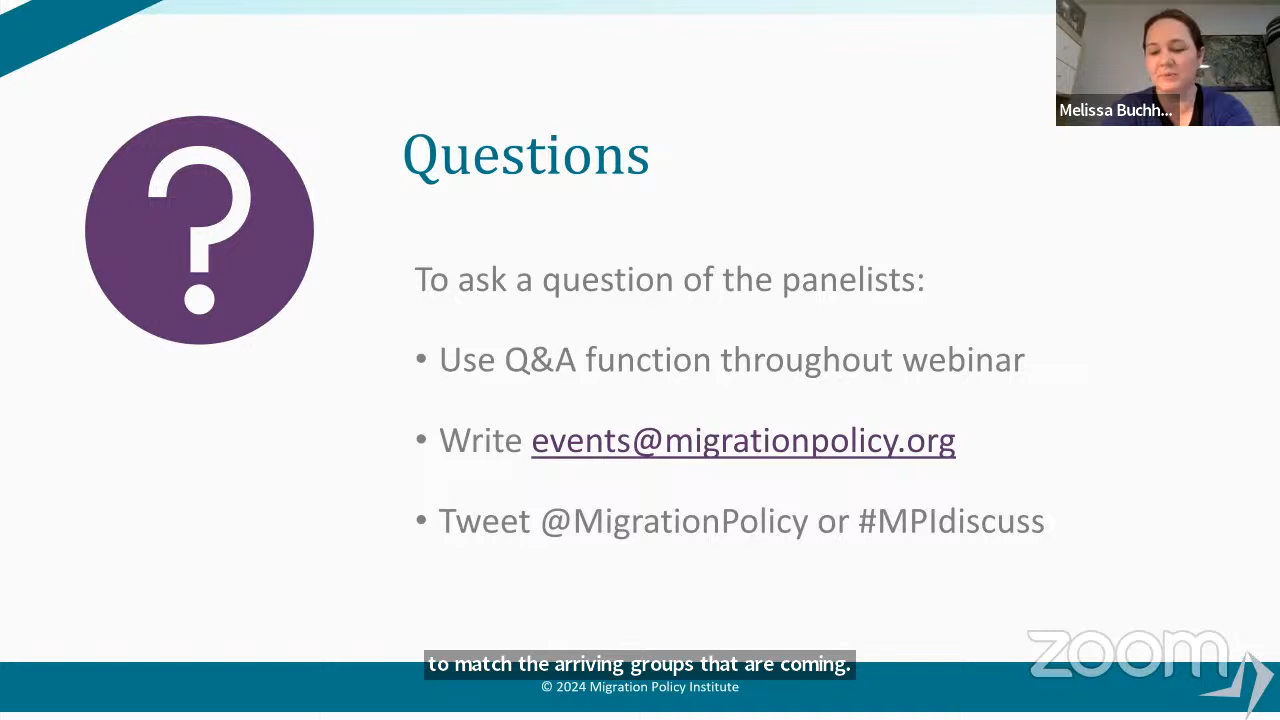 Melissa Buchh...
?
Questions
To ask a question of the panelists:
• Use Q&A function throughout webinar
• Write events@migrationpolicy.org
• Tweet @MigrationPolicy or #MPIdiscuss
zoom
to match the arriving groups that are coming.
© 2024 Migration Policy Institute